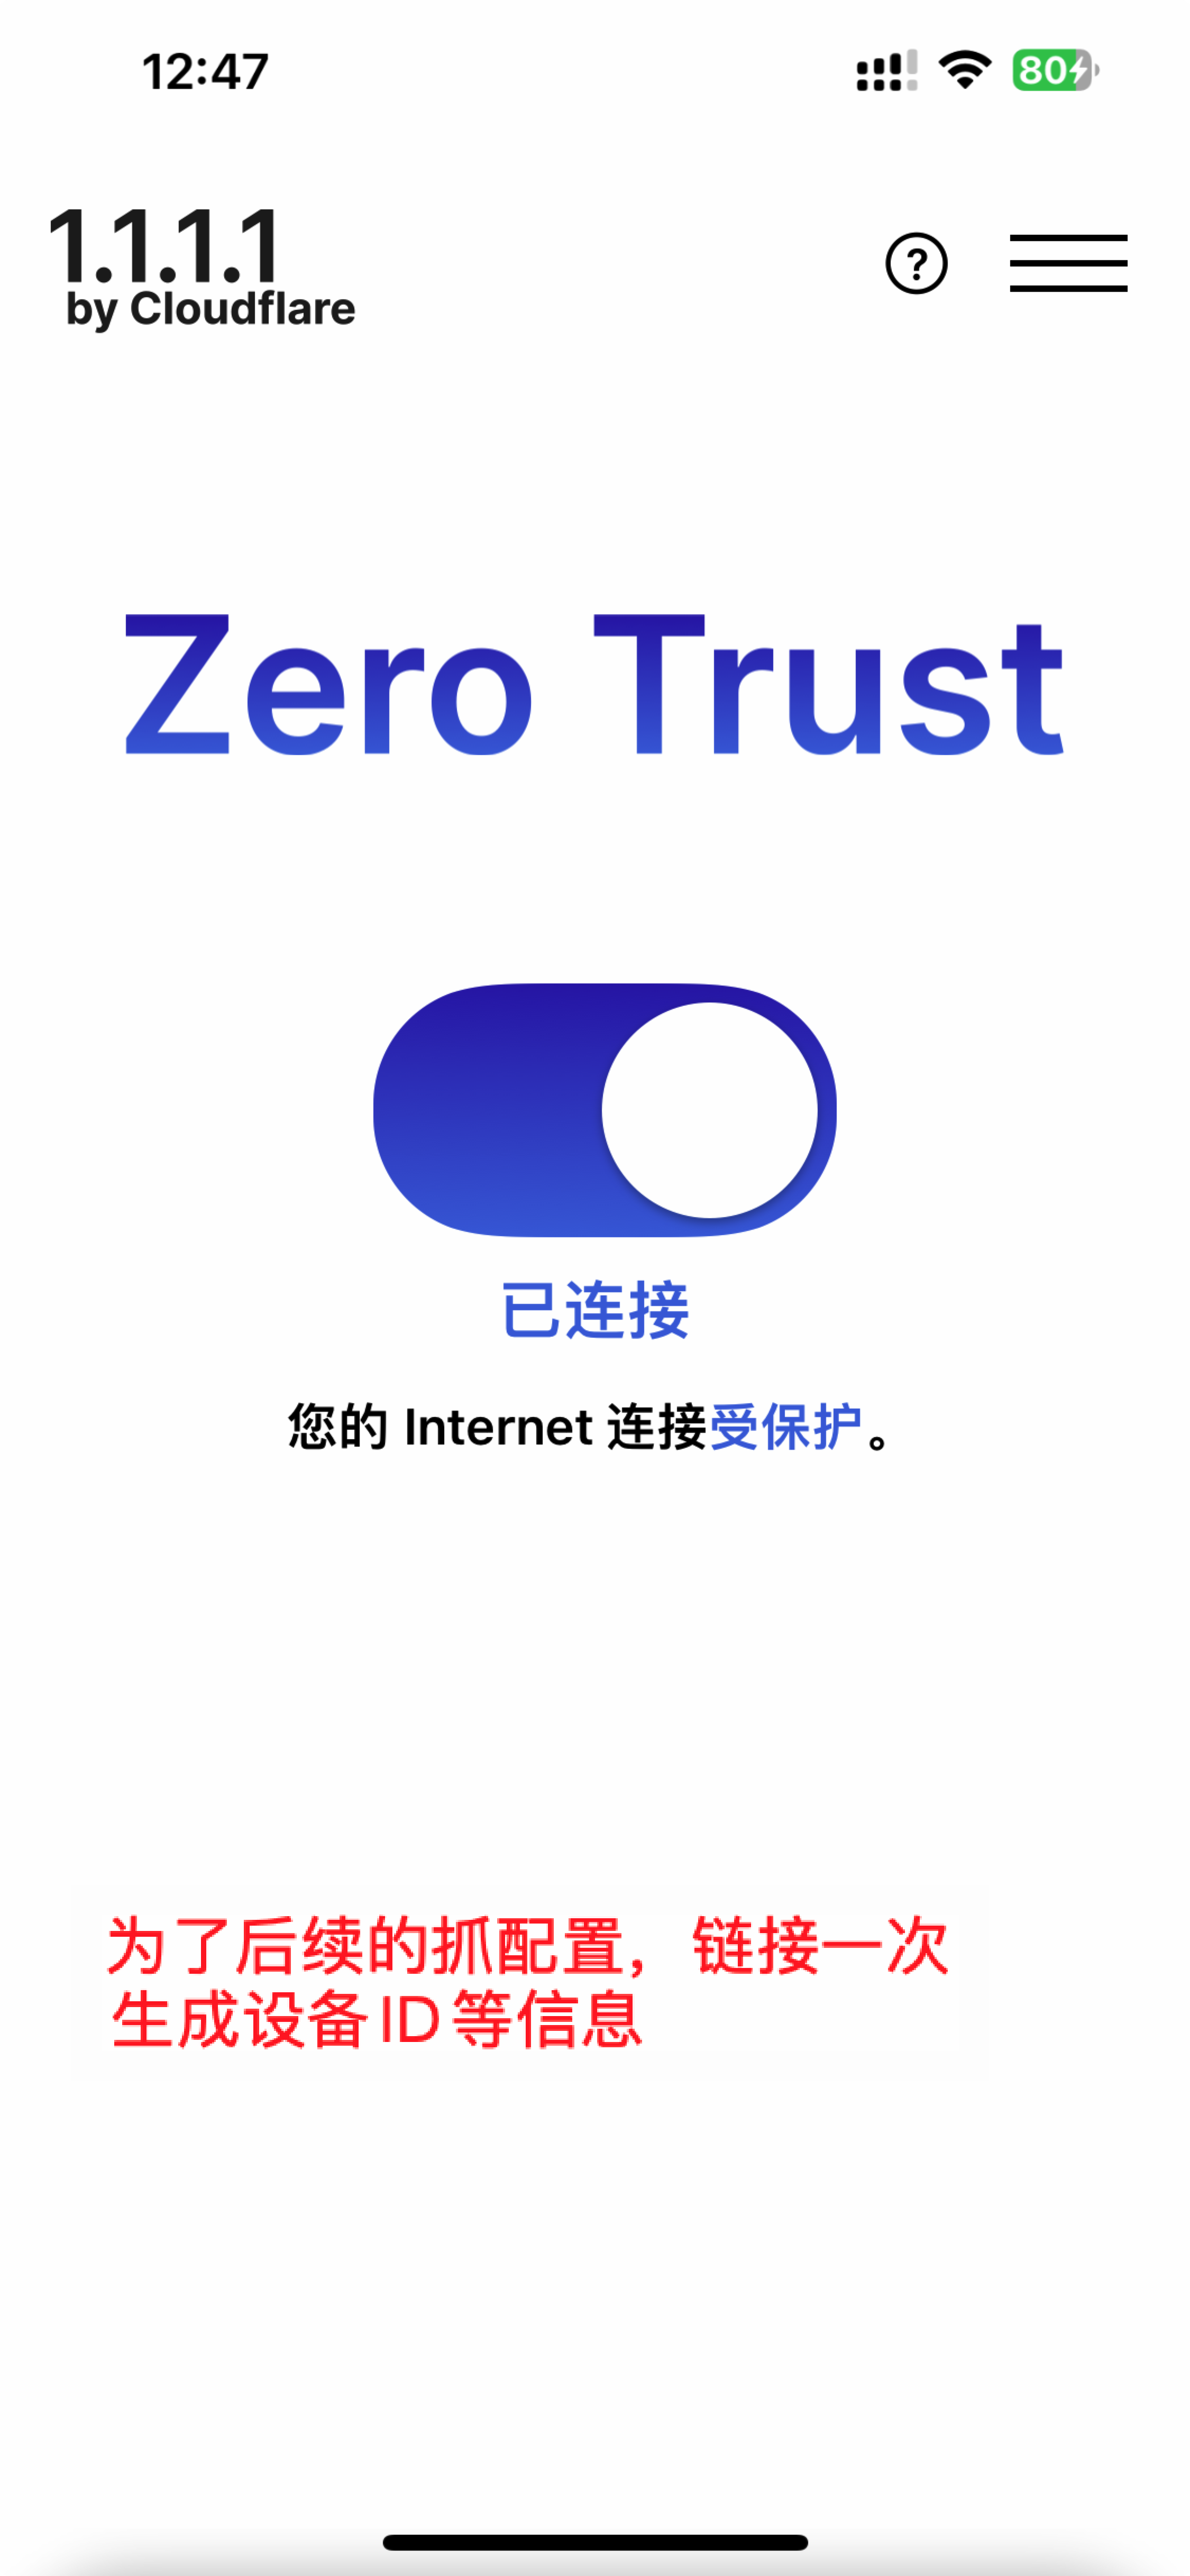 12:47
80
1.1.1.1
by Cloudflare
?
Zero Trust
已连接
您的 Internet 连接受保护。
为了后续的抓配置，链接一次
生成设备ID等信息